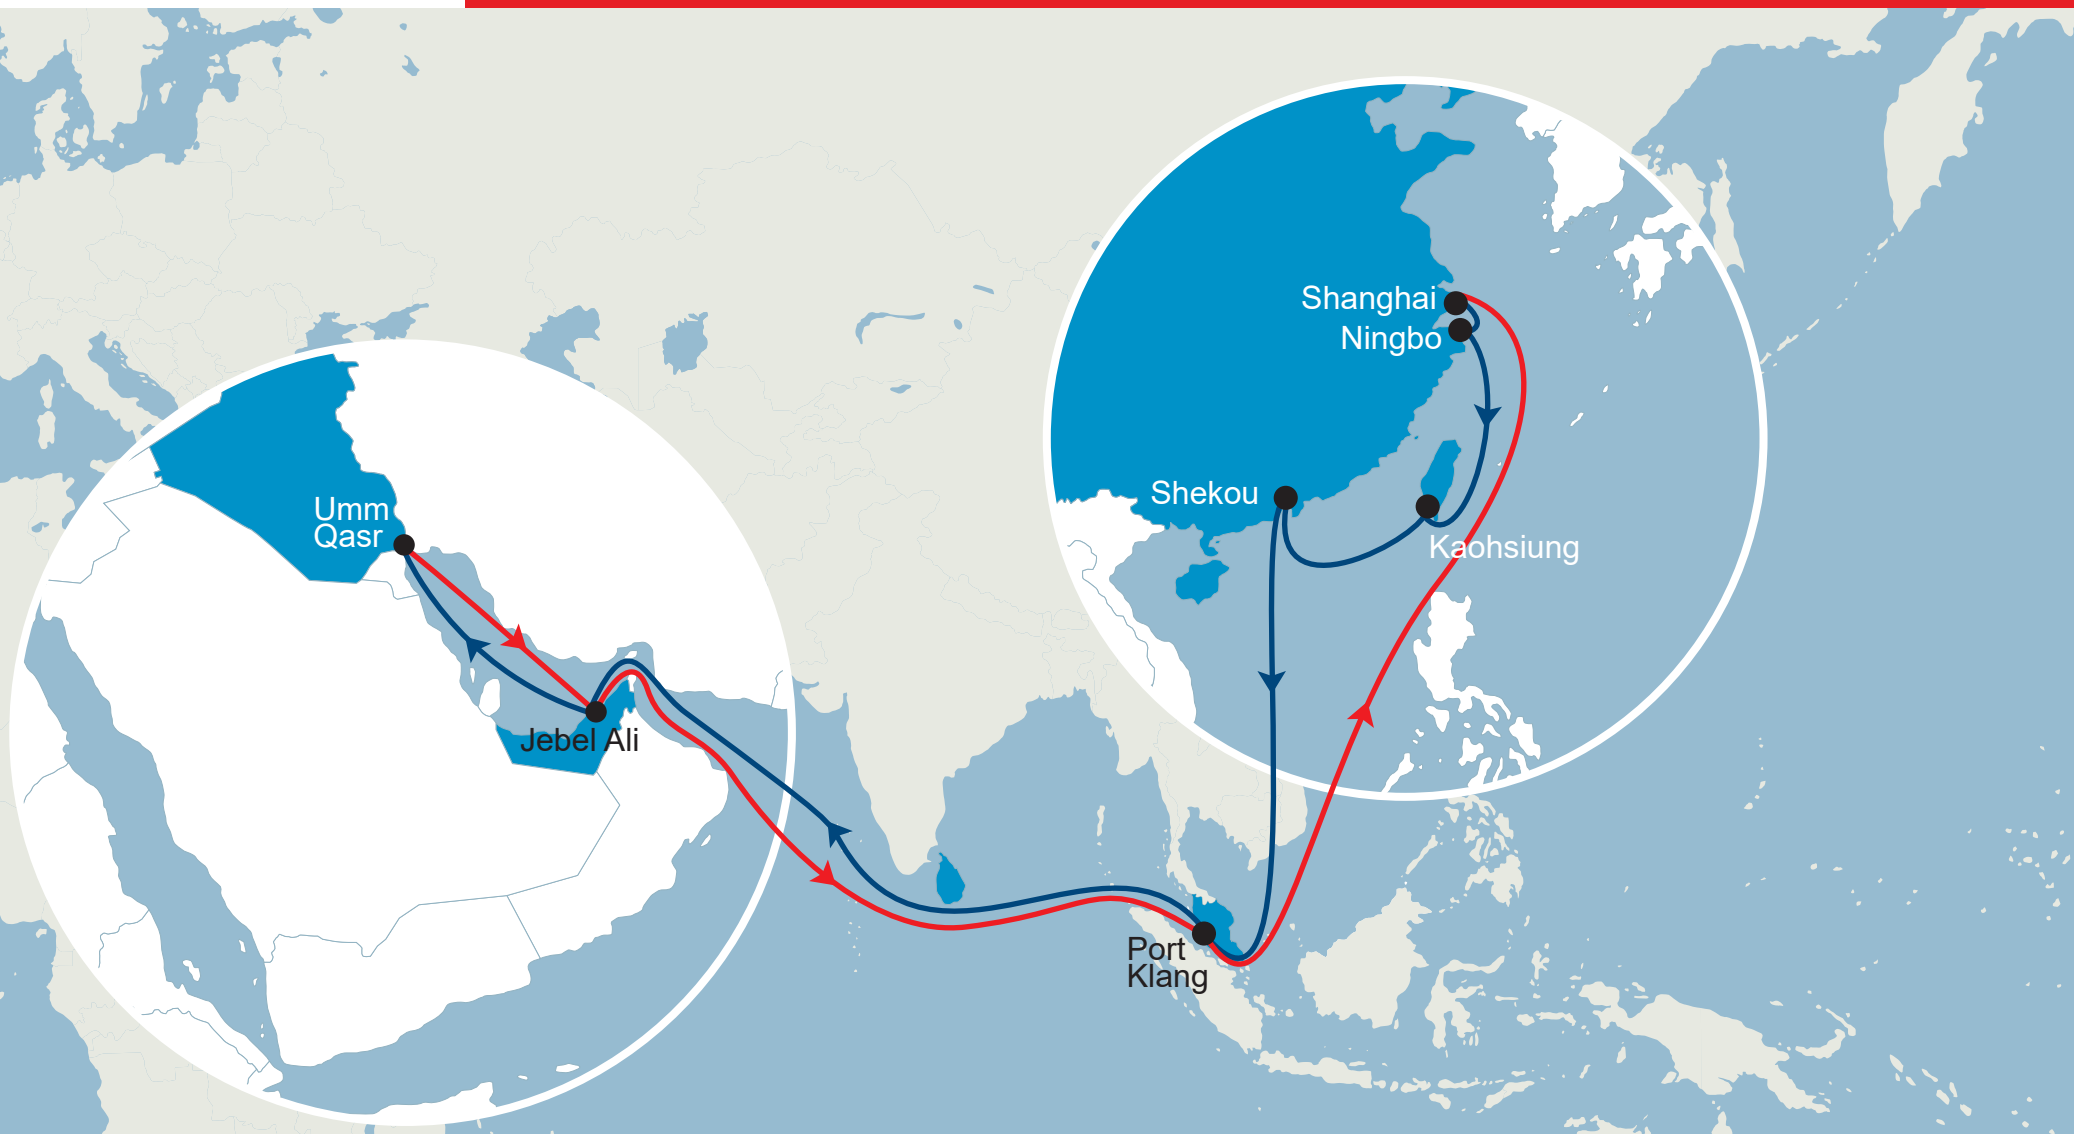 Shanghai
Ningbo
Shekou
Umm
Qasr
Kaohsiung
Jebel Ali
Port
Klang